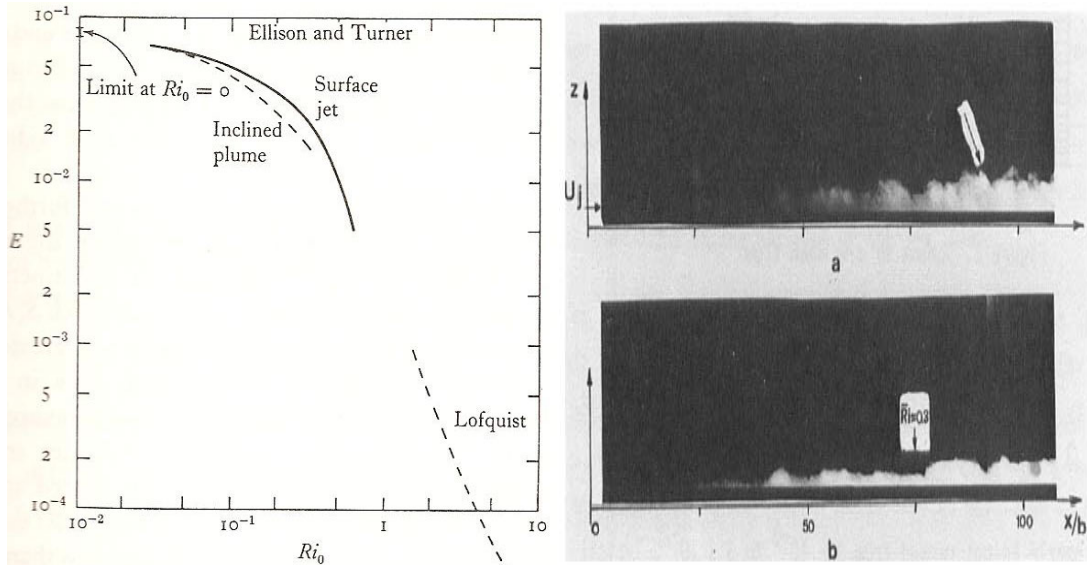 10⁻¹
Ellison and Turner
5
Limit at Ri₀ = 0
Surface
jet
2
Inclined
plume
10⁻²
5
E
2
10⁻³
5
Lofquist
2
10⁻⁴
10⁻²
10⁻¹
1
10
Ri₀
z
Uj
a
R̄i=0.3
0
50
100
X/b
b